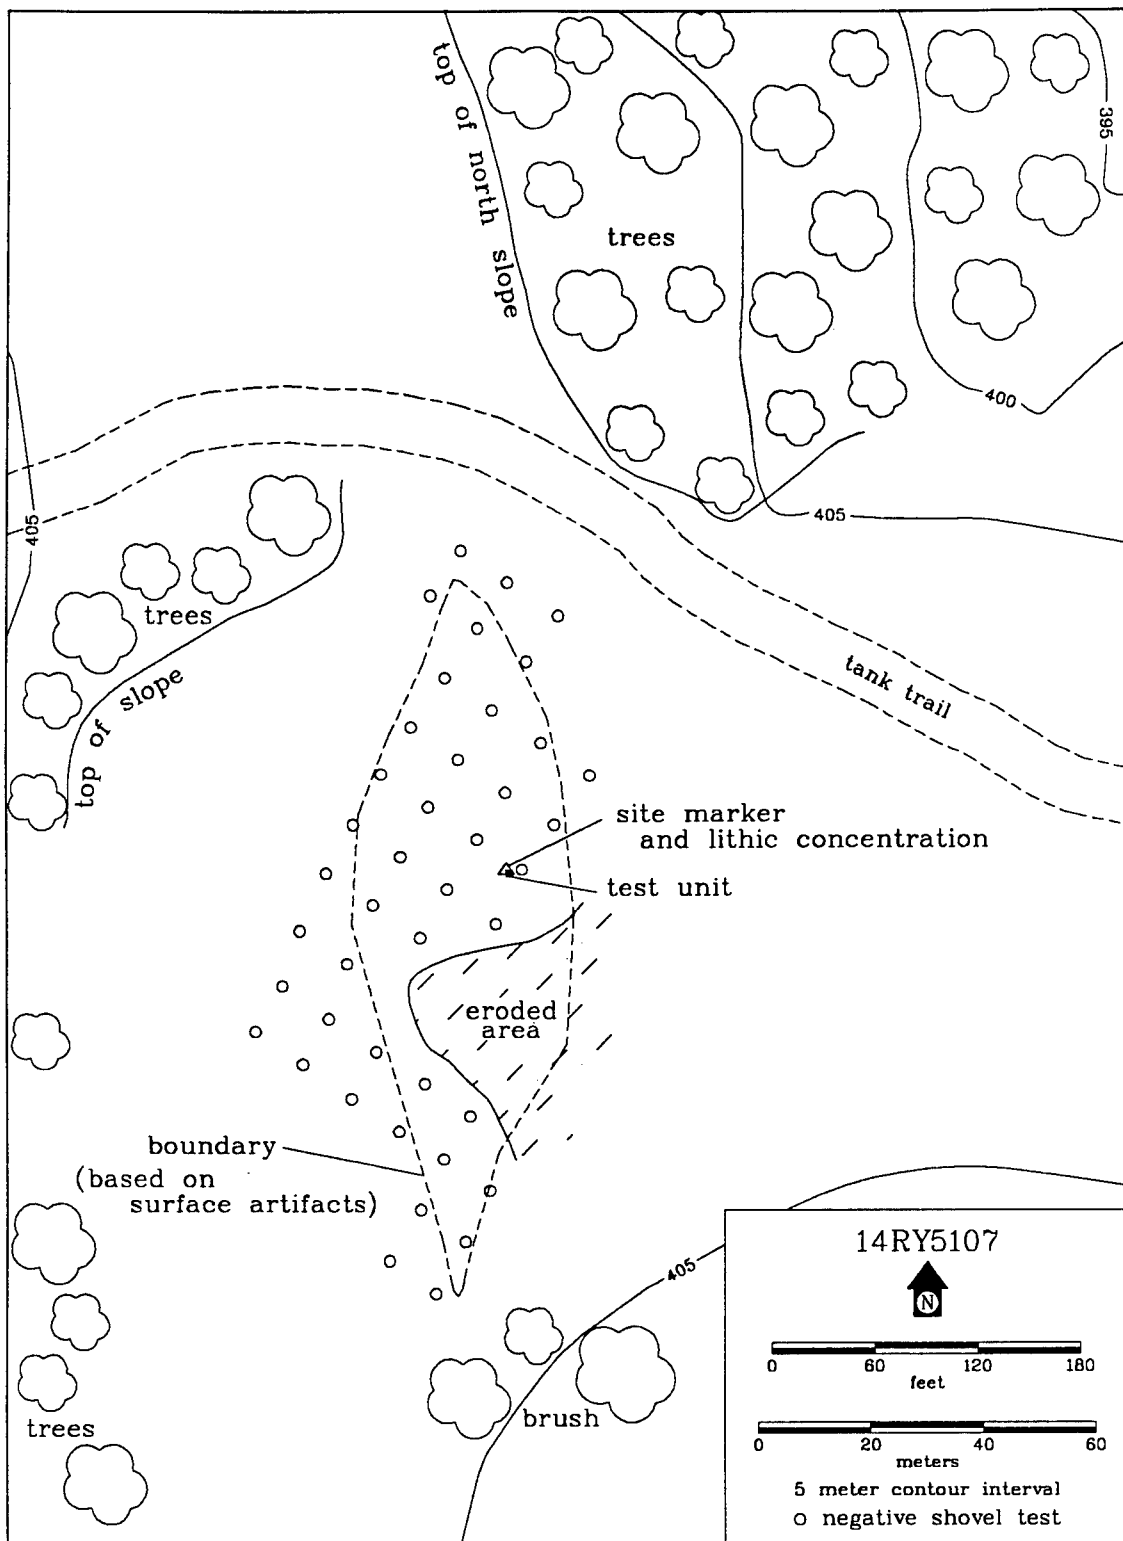 top of north slope
395
trees
400
405
405
trees
top of slope
tank trail
site marker
and lithic concentration
test unit
eroded
area
boundary
(based on
surface artifacts)
405
brush
trees
14RY5107
N
0 60 120 180
feet
0 20 40 60
meters
5 meter contour interval
o negative shovel test